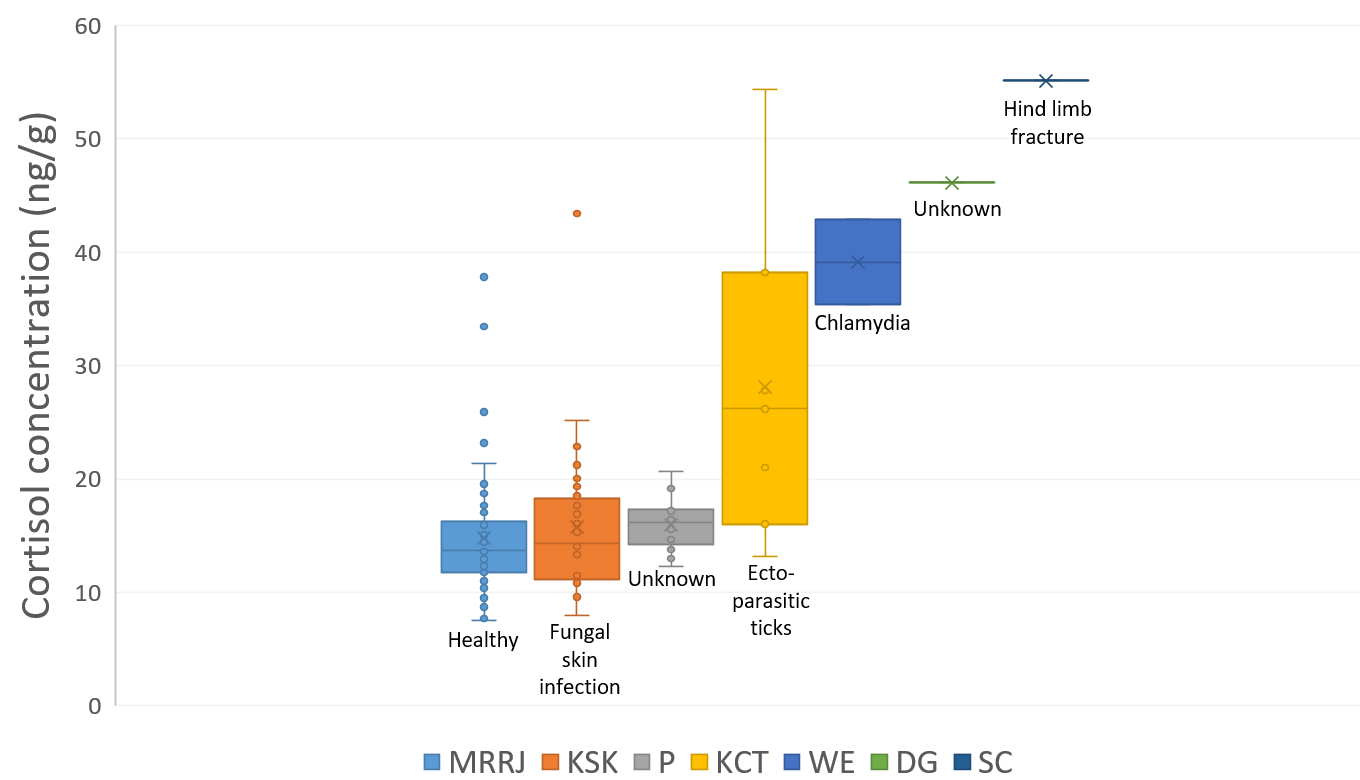 60
50
40
30
20
10
0
Cortisol concentration (ng/g)
Healthy
Fungal
skin
infection
Unknown
Ecto-
parasitic
ticks
Chlamydia
Unknown
Hind limb
fracture
MRRJ KSK P KCT WE DG SC